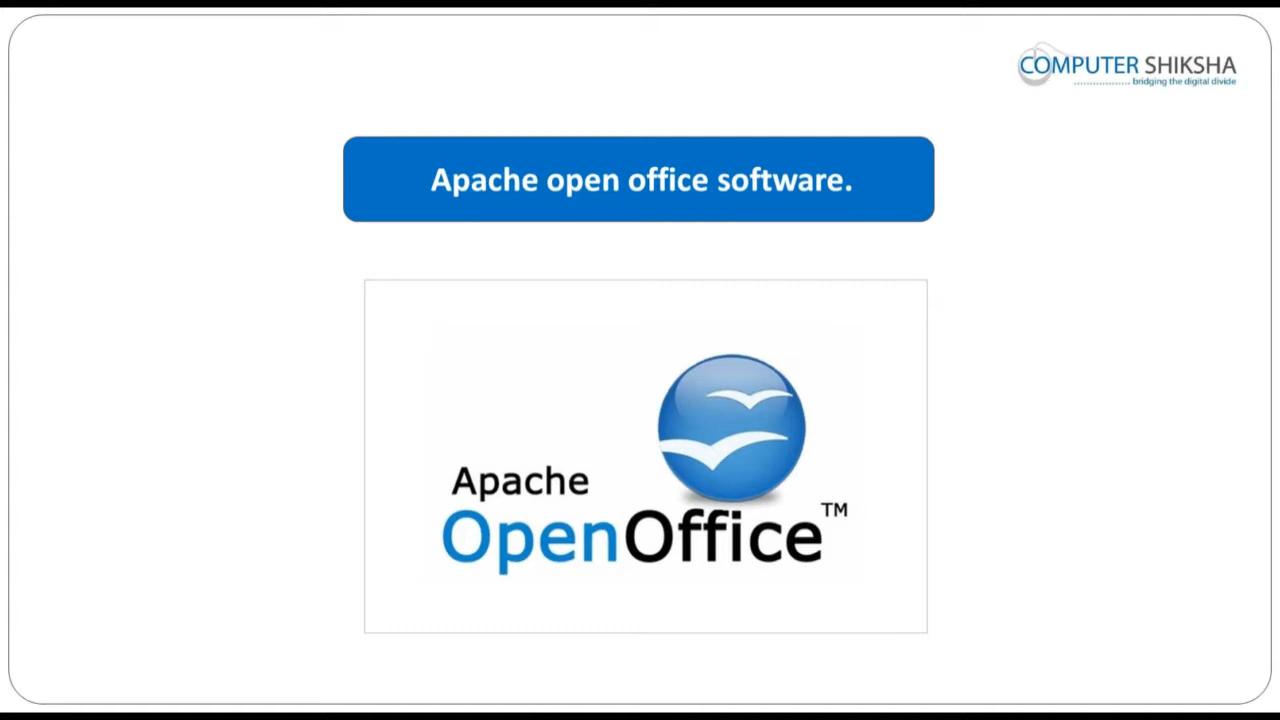 COMPUTER SHIKSHA
bridging the digital divide
Apache open office software.
Apache
OpenOffice™